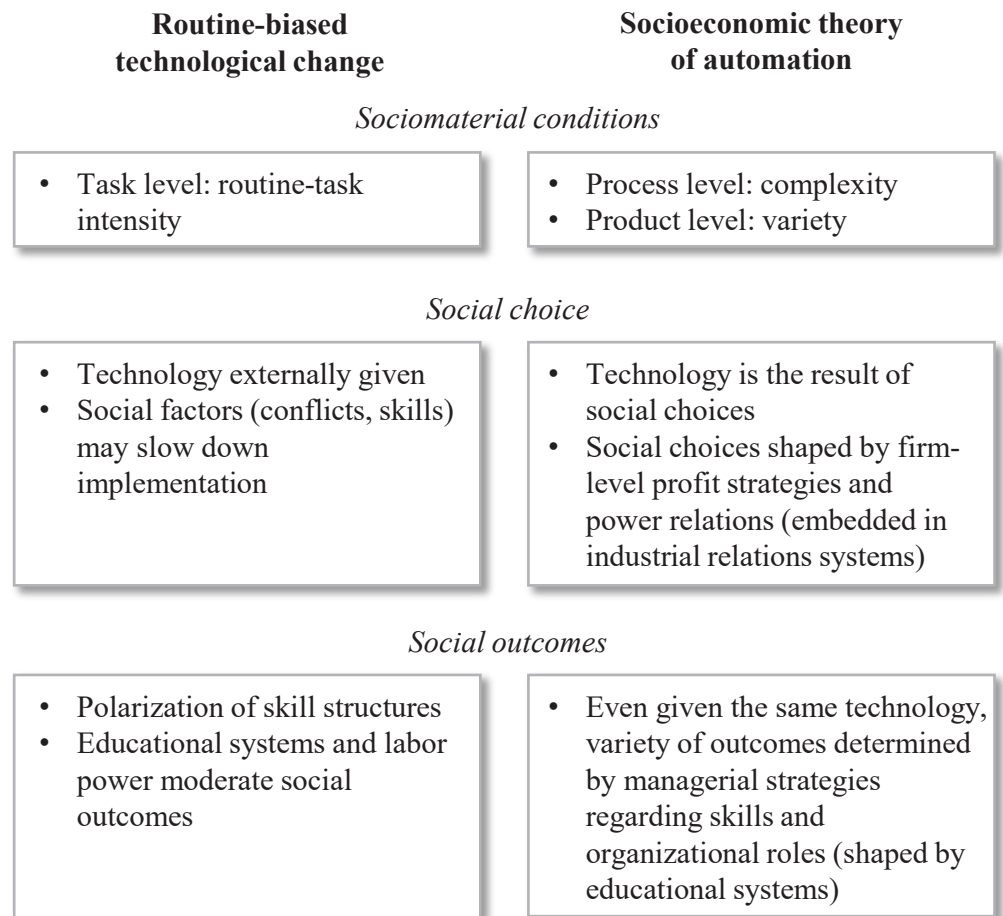 Routine-biased
technological change
Socioeconomic theory
of automation
Sociomaterial conditions
• Task level: routine-task
intensity
• Process level: complexity
• Product level: variety
Social choice
• Technology externally given
• Social factors (conflicts, skills)
may slow down
implementation
• Technology is the result of
social choices
• Social choices shaped by firm-
level profit strategies and
power relations (embedded in
industrial relations systems)
Social outcomes
• Polarization of skill structures
• Educational systems and labor
power moderate social
outcomes
• Even given the same technology,
variety of outcomes determined
by managerial strategies
regarding skills and
organizational roles (shaped by
educational systems)